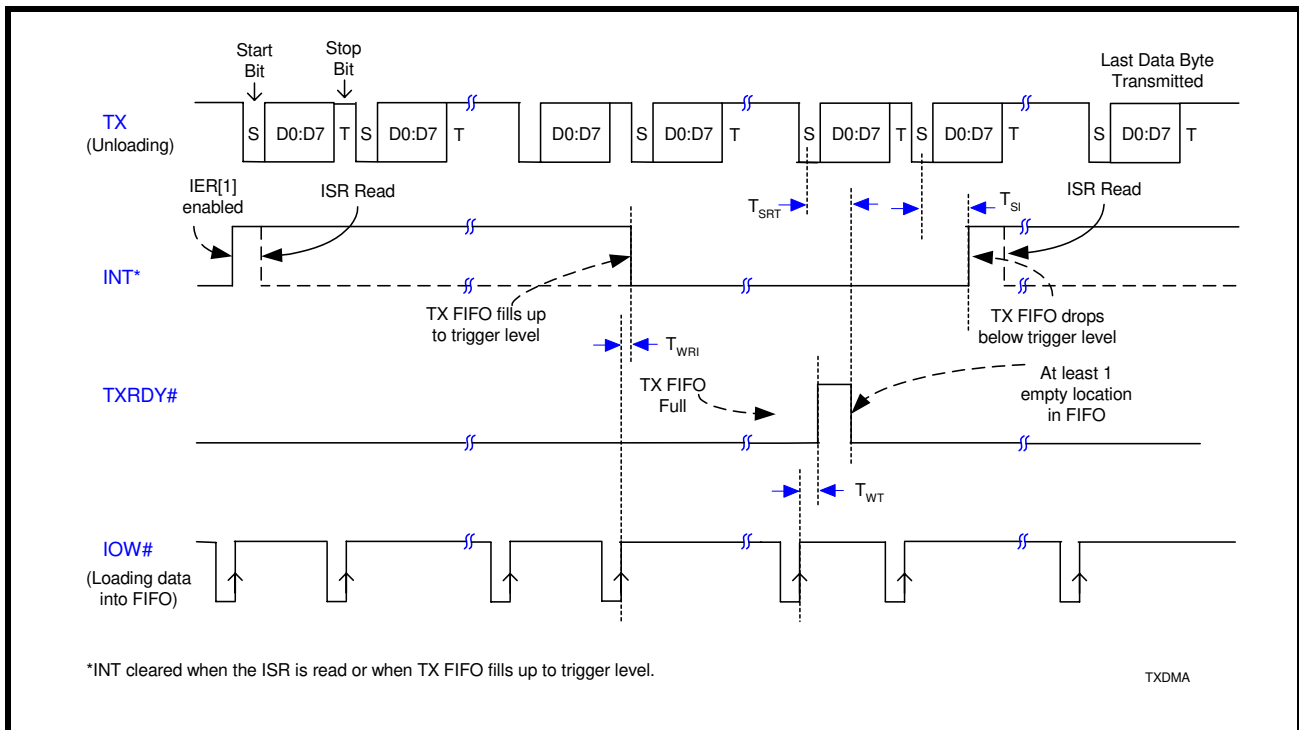 Start
Bit
Stop
Bit
Last Data Byte
Transmitted
TX
(Unloading)
S D0:D7 T S D0:D7 T D0:D7 S D0:D7 T S D0:D7 T S D0:D7 T D0:D7 T
IER[1]
enabled
ISR Read
TSRT
TSI
ISR Read
INT*
TX FIFO fills up
to trigger level
TX FIFO drops
below trigger level
TWRI
TXRDY#
TX FIFO
Full
At least 1
empty location
in FIFO
TWT
IOW#
(Loading data
into FIFO)
*INT cleared when the ISR is read or when TX FIFO fills up to trigger level.
TXDMA